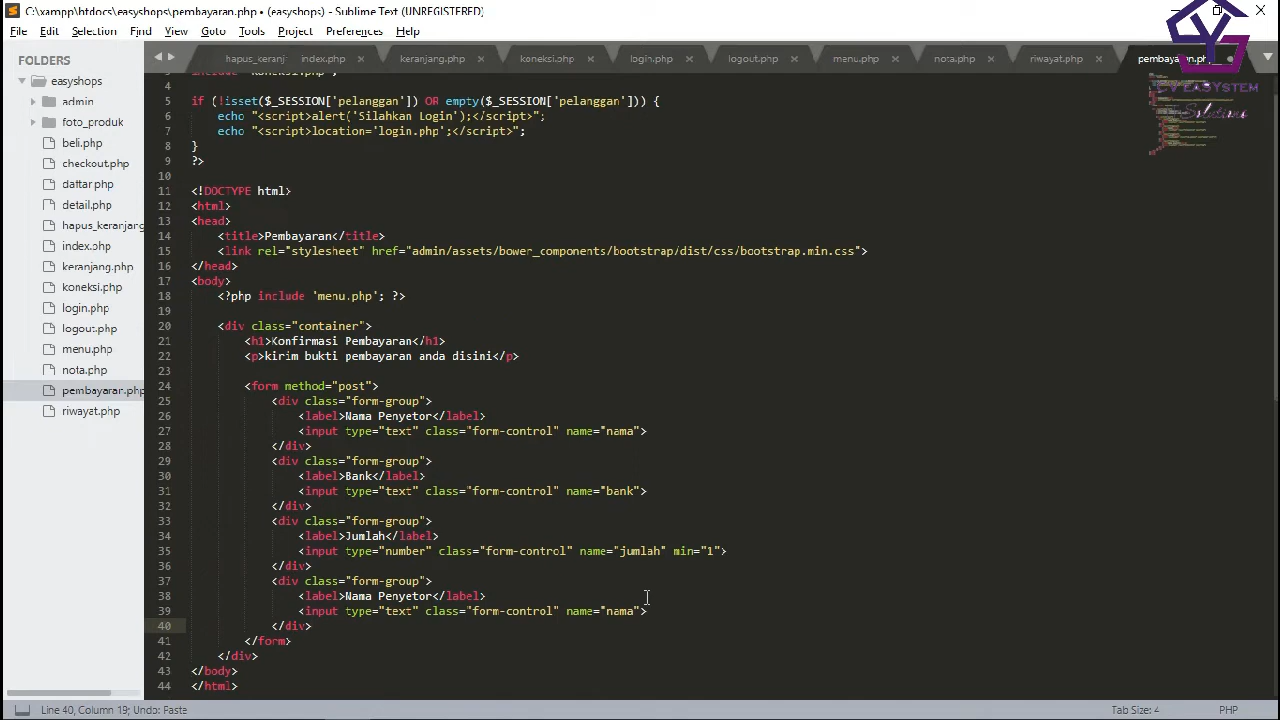 C:\xampp\htdocs\easyshops\pembayaran.php • (easyshops) - Sublime Text (UNREGISTERED)
File Edit Selection Find View Goto Tools Project Preferences Help
FOLDERS
easyshops
admin
foto_produk
beli.php
checkout.php
daftar.php
detail.php
hapus_keranjang
index.php
keranjang.php
koneksi.php
login.php
logout.php
menu.php
nota.php
pembayaran.php
riwayat.php
hapus_keranj index.php keranjang.php koneksi.php login.php logout.php menu.php nota.php riwayat.php pembayaran.php
CV EASYSTEM
Solutions
3 include 'koneksi.php';
4
5 if (!isset($_SESSION['pelanggan']) OR empty($_SESSION['pelanggan'])) {
6 echo "<script>alert('Silahkan Login')</script>";
7 echo "<script>location='login.php';</script>";
8 }
9 ?>
10
11 <!DOCTYPE html>
12 <html>
13 <head>
14 <title>Pembayaran</title>
15 <link rel="stylesheet" href="admin/assets/bower_components/bootstrap/dist/css/bootstrap.min.css">
16 </head>
17 <body>
18 <?php include 'menu.php'; ?>
19
20 <div class="container">
21 <h1>Konfirmasi Pembayaran</h1>
22 <p>kirim bukti pembayaran anda disini</p>
23
24 <form method="post">
25 <div class="form-group">
26 <label>Nama Penyetor</label>
27 <input type="text" class="form-control" name="nama">
28 </div>
29 <div class="form-group">
30 <label>Bank</label>
31 <input type="text" class="form-control" name="bank">
32 </div>
33 <div class="form-group">
34 <label>Jumlah</label>
35 <input type="number" class="form-control" name="jumlah" min="1">
36 </div>
37 <div class="form-group">
38 <label>Nama Penyetor</label>
39 <input type="text" class="form-control" name="nama">
40 </div>
41 </form>
42 </div>
43 </body>
44 </html>
Line 40, Column 19; Undo: Paste
Tab Size: 4
PHP